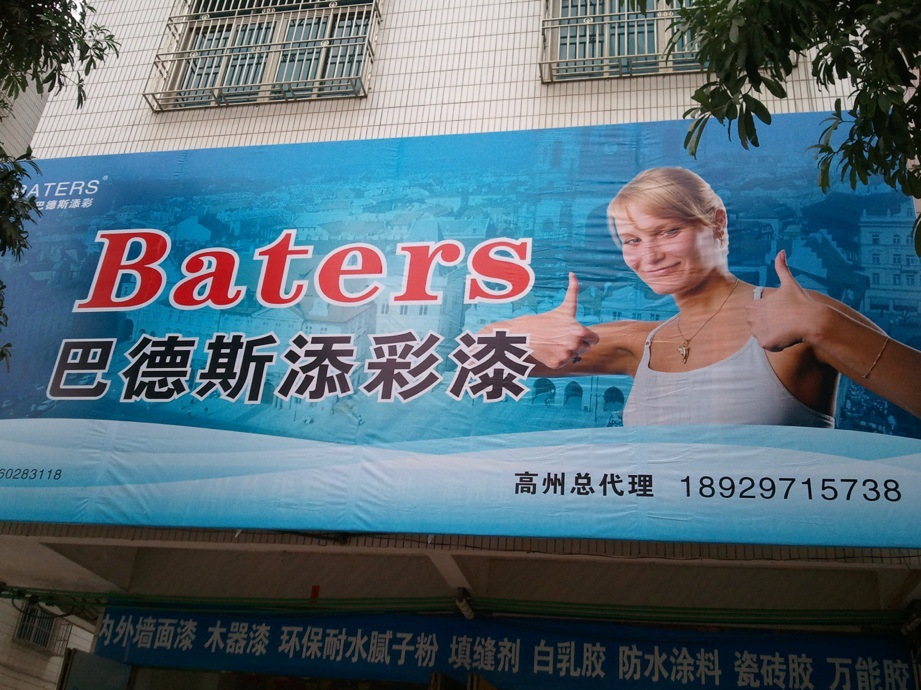 BATERS®
巴德斯添彩
Baters
巴德斯添彩漆
60283118
高州总代理 18929715738
内外墙面漆 木器漆 环保耐水腻子粉 填缝剂 白乳胶 防水涂料 瓷砖胶 万能胶